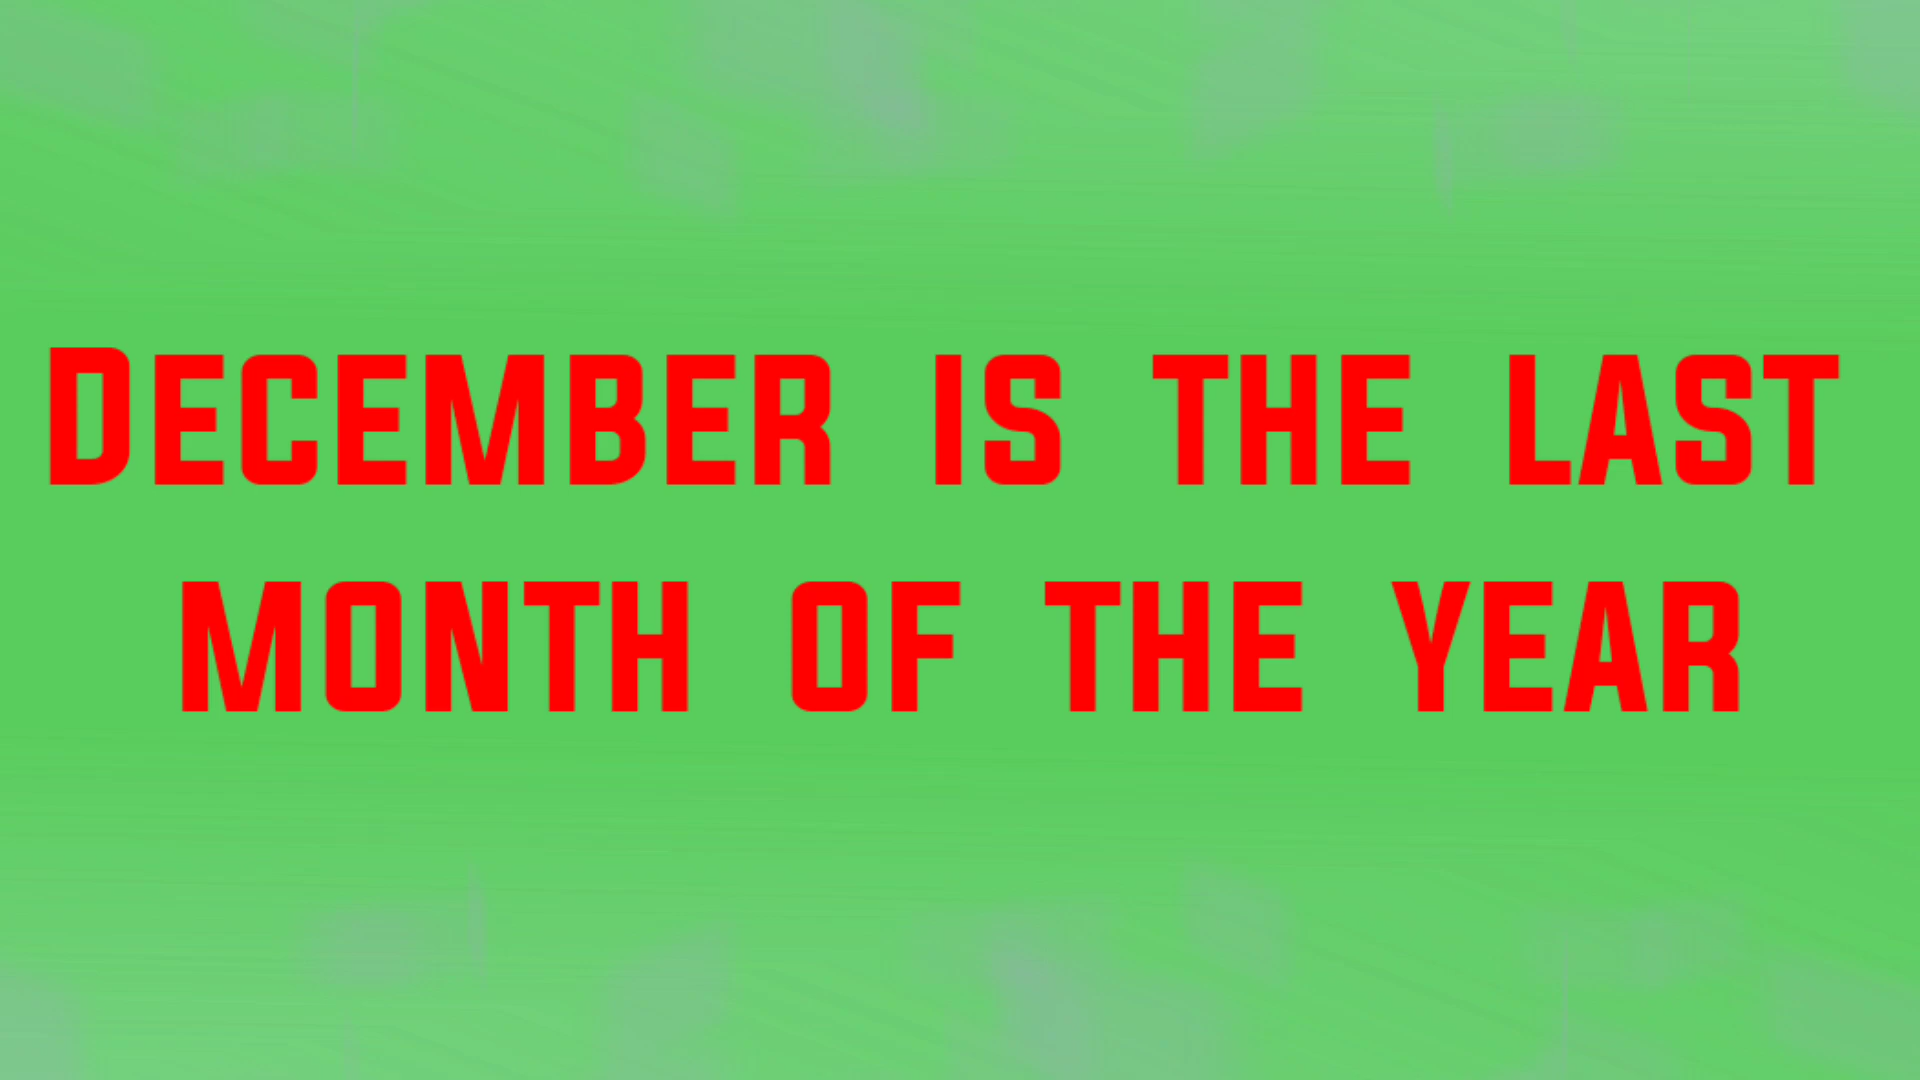 DECEMBER IS THE LAST
MONTH OF THE YEAR